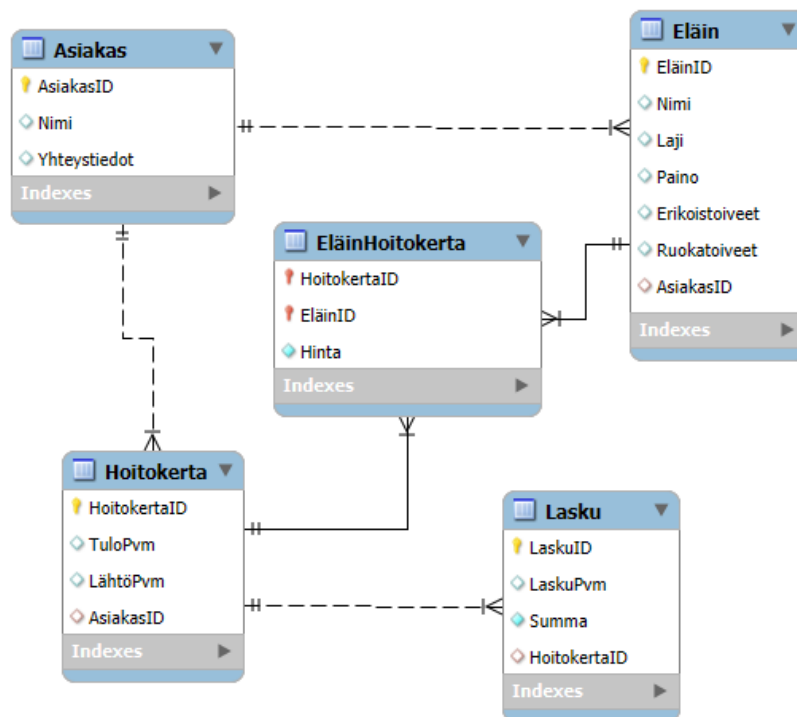 Asiakas
AsiakasID
Nimi
Yhteystiedot
Indexes
Eläin
EläinID
Nimi
Laji
Paino
Erikoistoiveet
Ruokatoiveet
AsiakasID
Indexes
EläinHoitokerta
HoitokertaID
EläinID
Hinta
Indexes
Hoitokerta
HoitokertaID
TuloPvm
LähtöPvm
AsiakasID
Indexes
Lasku
LaskuID
LaskuPvm
Summa
HoitokertaID
Indexes